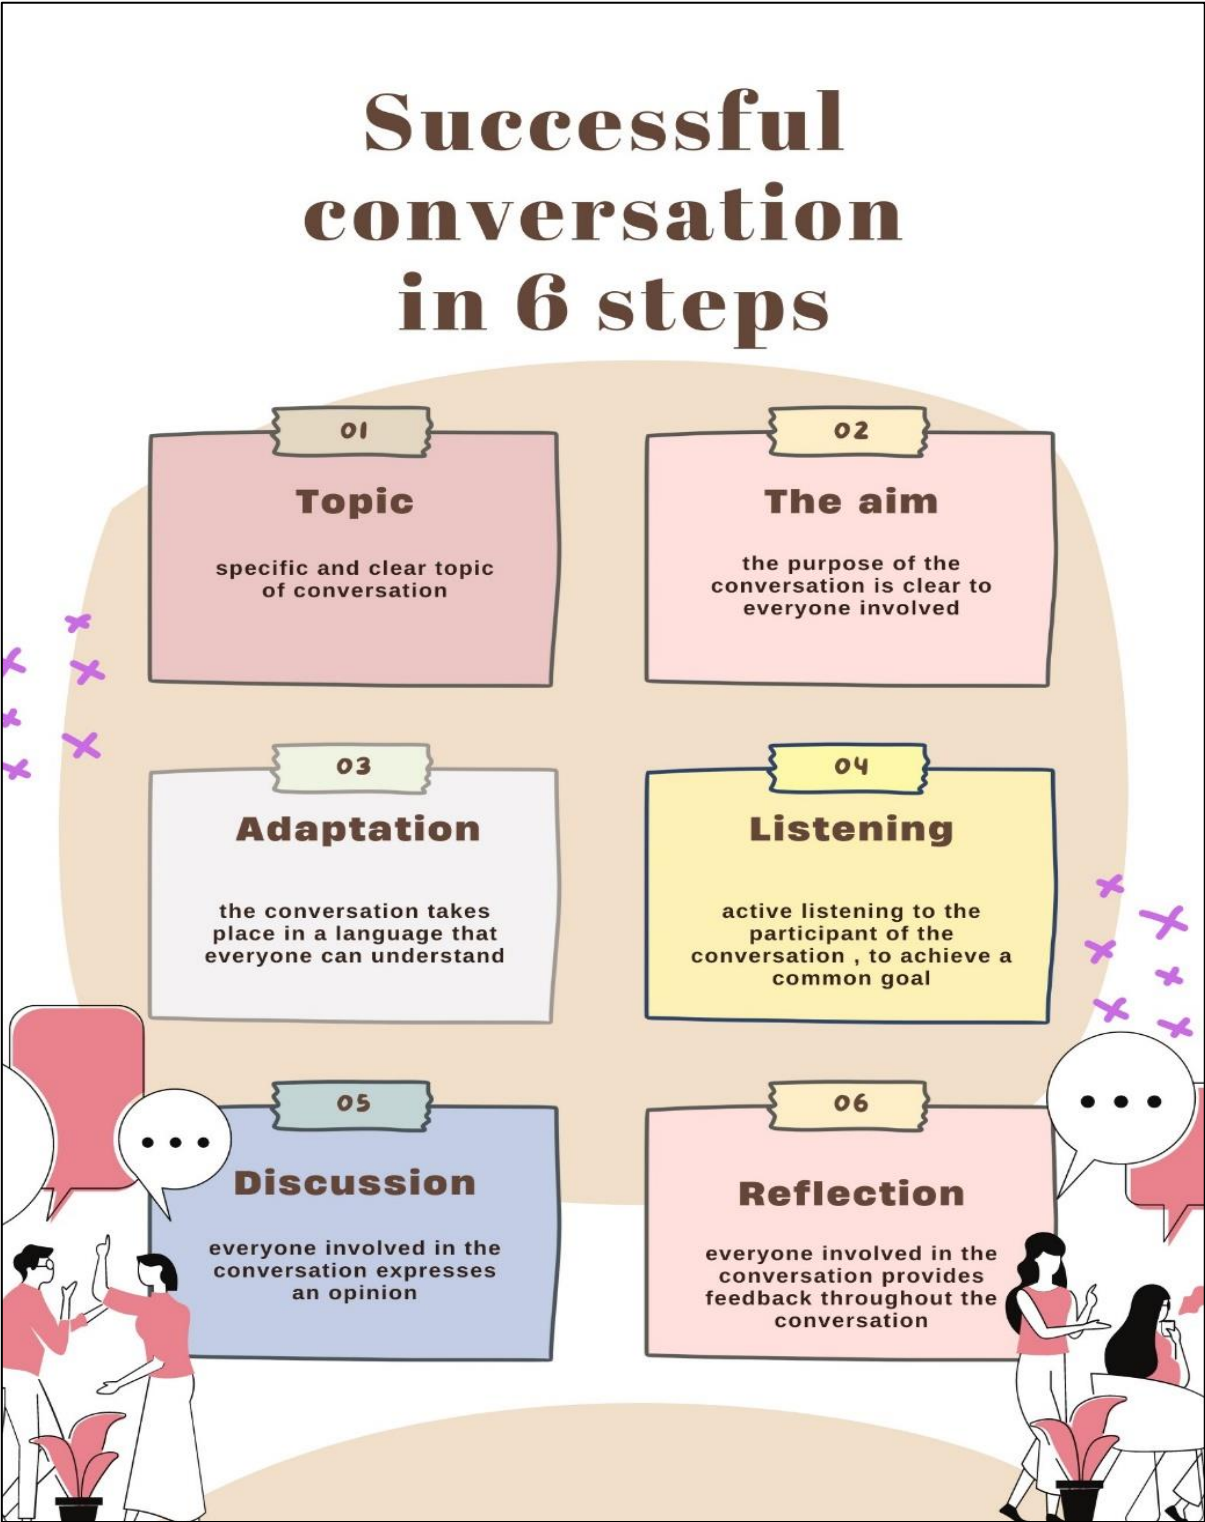 Successful
conversation
in 6 steps
01
Topic
specific and clear topic
of conversation
02
The aim
the purpose of the
conversation is clear to
everyone involved
03
Adaptation
the conversation takes
place in a language that
everyone can understand
04
Listening
active listening to the
participant of the
conversation , to achieve a
common goal
05
Discussion
everyone involved in the
conversation expresses
an opinion
06
Reflection
everyone involved in the
conversation provides
feedback throughout the
conversation